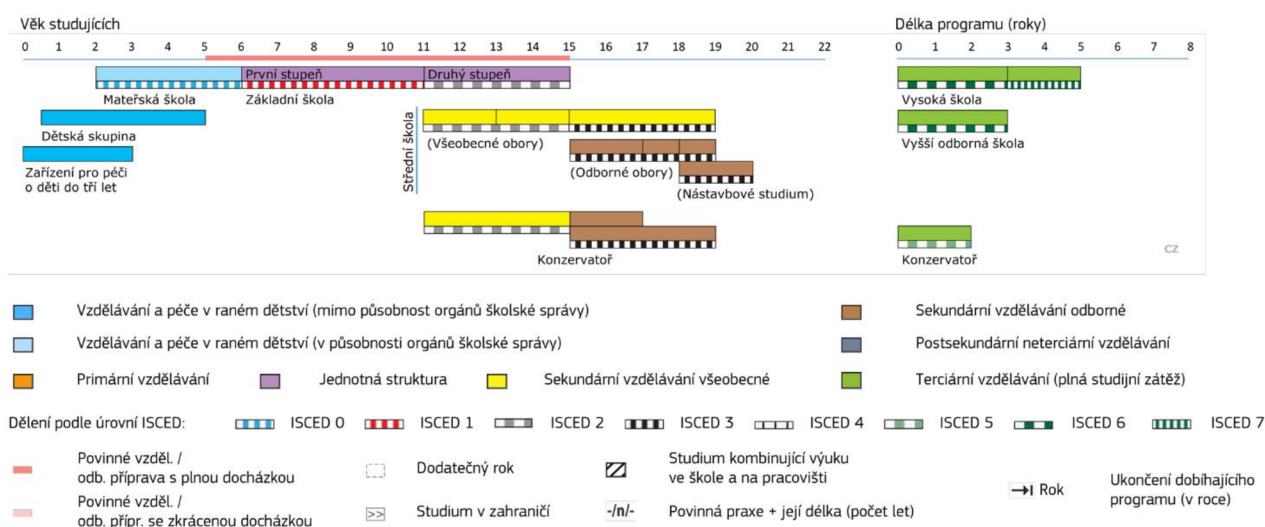 Věk studujících
Délka programu (roky)
0 1 2 3 4 5 6 7 8 9 10 11 12 13 14 15 16 17 18 19 20 21 22
0 1 2 3 4 5 6 7 8
První stupeň
Druhý stupeň
Mateřská škola
Základní škola
Vysoká škola
Dětská skupina
Střední škola
(Všeobecné obory)
Vyšší odborná škola
Zařízení pro péči
o děti do tří let
(Odborné obory)
(Nástavbové studium)
Konzervatoř
Konzervatoř
CZ
Vzdělávání a péče v raném dětství (mimo působnost orgánů školské správy)
Sekundární vzdělávání odborné
Vzdělávání a péče v raném dětství (v působnosti orgánů školské správy)
Postsekundární neterciární vzdělávání
Primární vzdělávání
Jednotná struktura
Sekundární vzdělávání všeobecné
Terciární vzdělávání (plná studijní zátěž)
Dělení podle úrovní ISCED:
ISCED 0
ISCED 1
ISCED 2
ISCED 3
ISCED 4
ISCED 5
ISCED 6
ISCED 7
Povinné vzděl. /
odb. příprava s plnou docházkou
Dodatečný rok
Studium kombinující výuku
ve škole a na pracovišti
Rok
Ukončení dobíhajícího
programu (v roce)
Povinné vzděl. /
odb. přípr. se zkrácenou docházkou
>>
Studium v zahraničí
-/n/-
Povinná praxe + její délka (počet let)